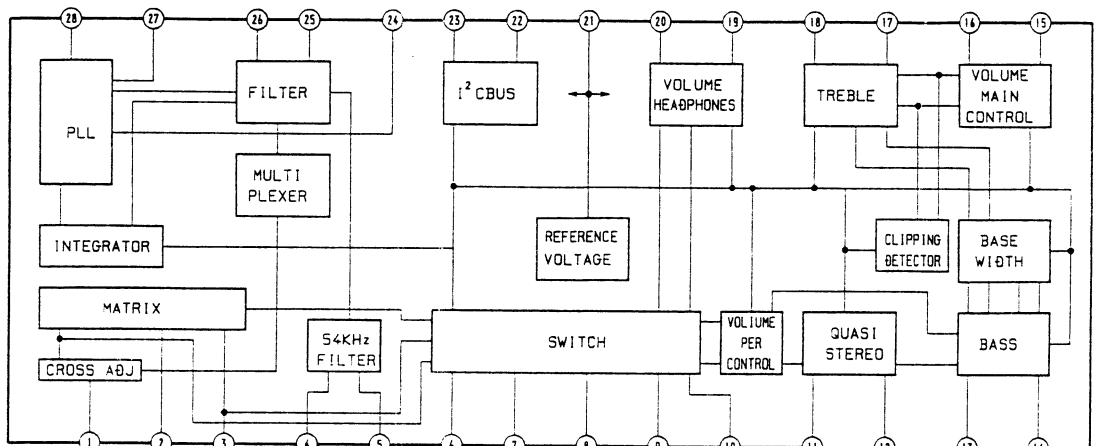 28 27 26 25 24 23 22 21 20 19 18 17 16 15
PLL
FILTER
I² CBUS
VOLUME
HEADPHONES
TREBLE
VOLUME
MAIN
CONTROL
MULTI
PLEXER
INTEGRATOR
REFERENCE
VOLTAGE
CLIPPING
DETECTOR
BASE
WIDTH
MATRIX
54KHz
FILTER
SWITCH
VOLIUME
PER
CONTROL
QUASI
STEREO
BASS
CROSS ADJ
1 2 3 4 5 6 7 8 9 10 11 12 13 14